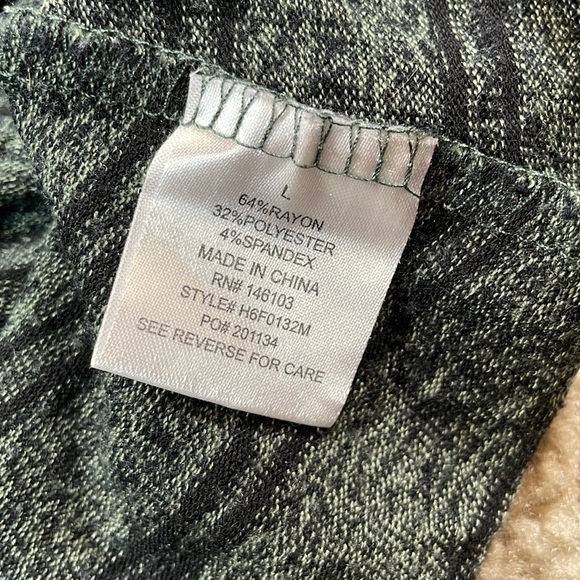 L
64%RAYON
32%POLYESTER
4%SPANDEX
MADE IN CHINA
RN# 146103
STYLE# H6F0132M
PO# 201134
SEE REVERSE FOR CARE